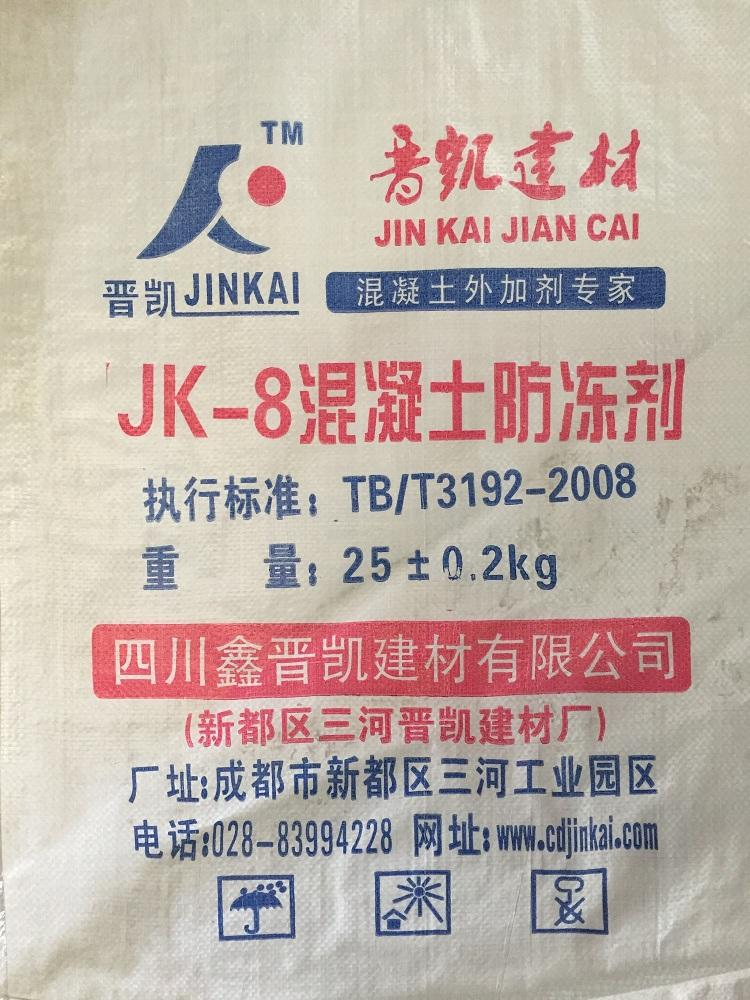 TM
晋凯建材
JIN KAI JIAN CAI
晋凯JINKAI
混凝土外加剂专家
JK-8混凝土防冻剂
执行标准：TB/T3192-2008
重 量：25±0.2kg
四川鑫晋凯建材有限公司
(新都区三河晋凯建材厂)
厂址:成都市新都区三河工业园区
电话:028-83994228 网址:www.cdjinkai.com